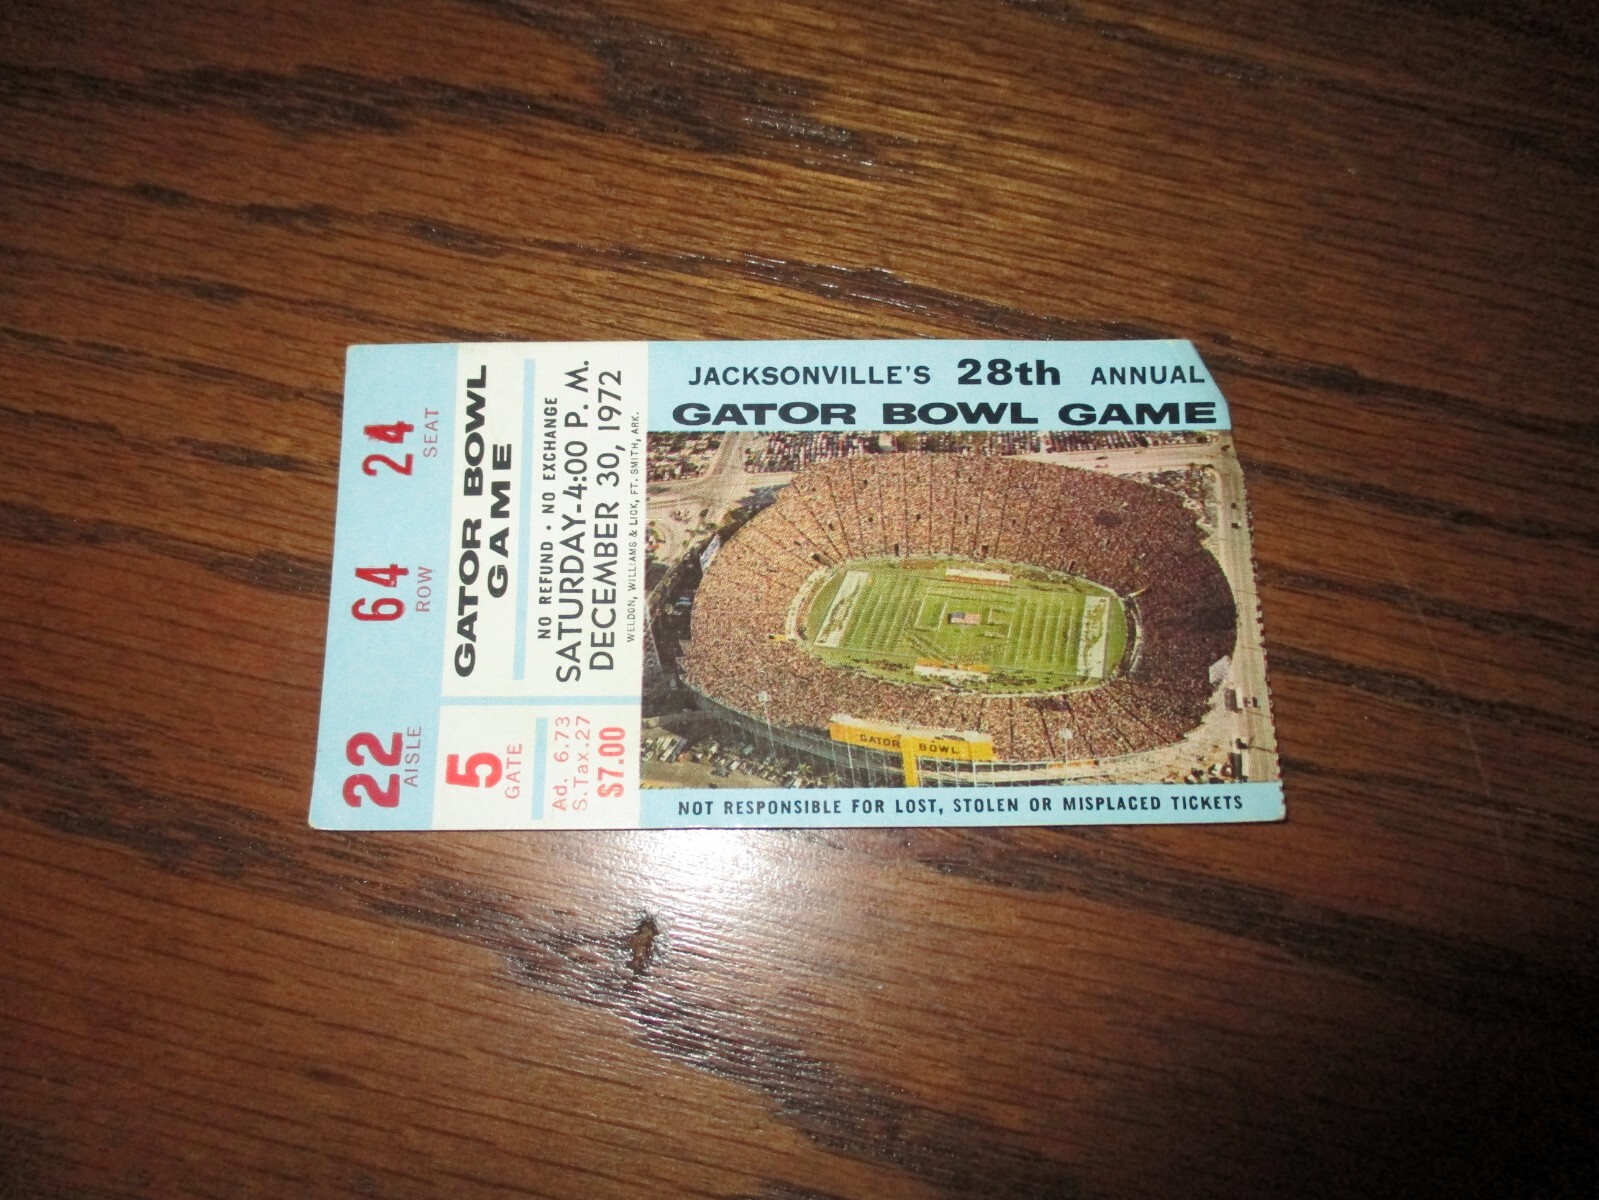 JACKSONVILLE'S 28th ANNUAL
GATOR BOWL GAME
GATOR BOWL
NOT RESPONSIBLE FOR LOST, STOLEN OR MISPLACED TICKETS
22
AISLE
64
ROW
24
SEAT
GATOR BOWL
GAME
5
GATE
NO REFUND • NO EXCHANGE
SATURDAY-4:00 P. M.
DECEMBER 30, 1972
WELDON, WILLIAMS & LICK, FT. SMITH, ARK.
Ad. 6.73
S. Tax .27
$7.00